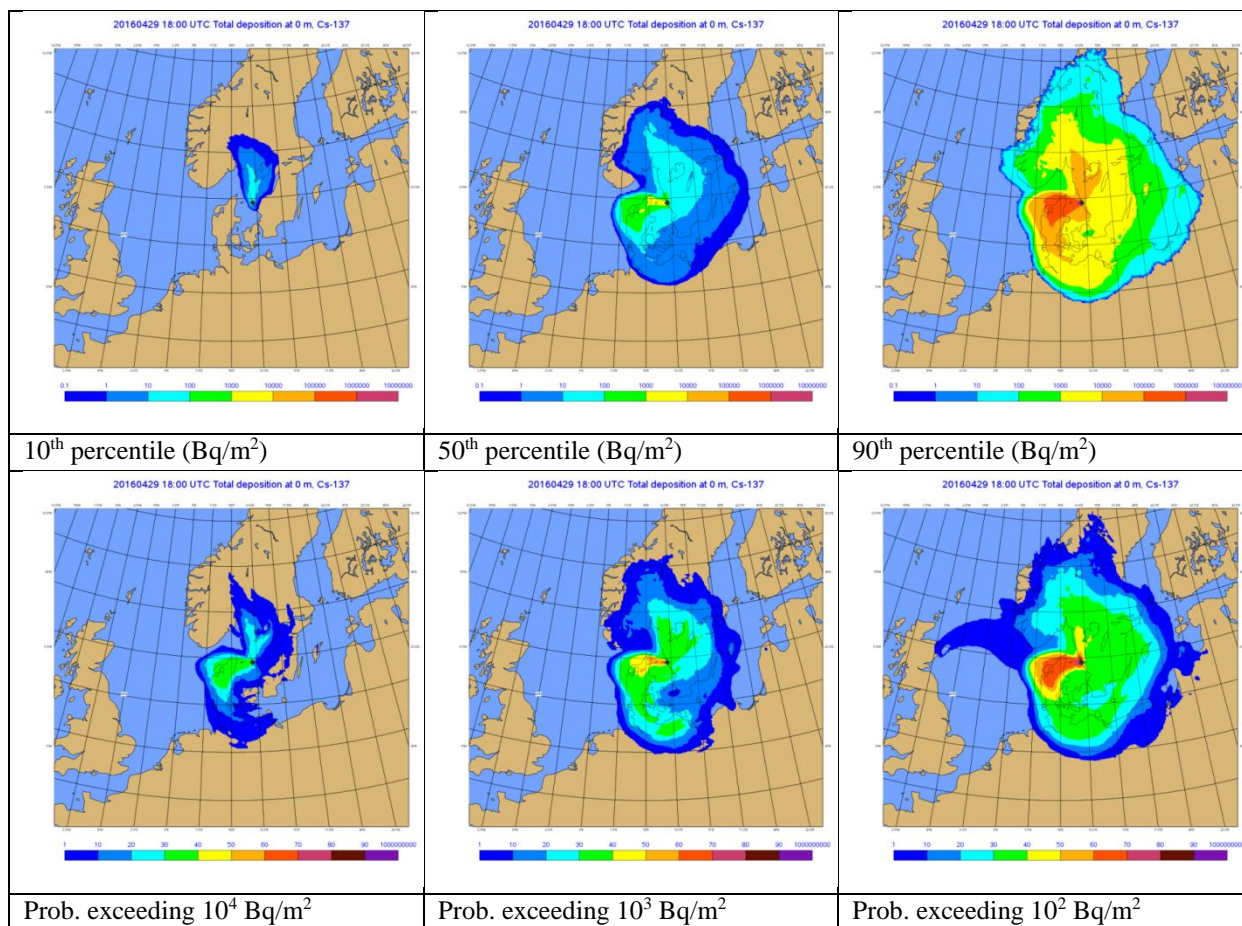 20160429 18:00 UTC Total deposition at 0 m, Cs-137
20160429 18:00 UTC Total deposition at 0 m, Cs-137
20160429 18:00 UTC Total deposition at 0 m, Cs-137
0.1 1 10 100 1000 10000 100000 1000000 10000000
0.1 1 10 100 1000 10000 100000 1000000 10000000
0.1 1 10 100 1000 10000 100000 1000000 10000000
10th percentile (Bq/m²)
50th percentile (Bq/m²)
90th percentile (Bq/m²)
20160429 18:00 UTC Total deposition at 0 m, Cs-137
20160429 18:00 UTC Total deposition at 0 m, Cs-137
20160429 18:00 UTC Total deposition at 0 m, Cs-137
1 10 20 30 40 50 60 70 80 90 1000000000
1 10 20 30 40 50 60 70 80 90 1000000000
1 10 20 30 40 50 60 70 80 90 1000000000
Prob. exceeding 10⁴ Bq/m²
Prob. exceeding 10³ Bq/m²
Prob. exceeding 10² Bq/m²